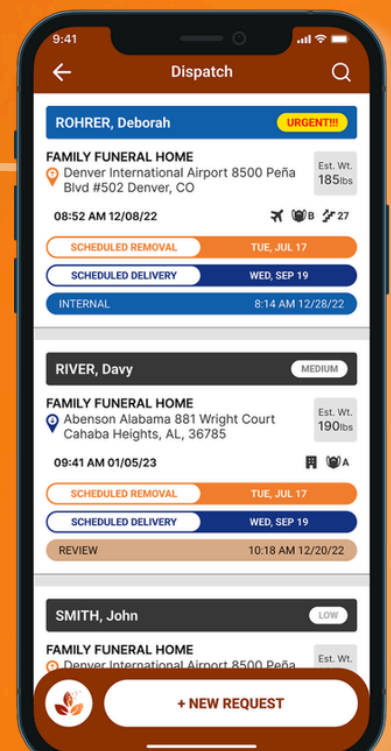 9:41
Dispatch
ROHRER, Deborah URGENT!!!
FAMILY FUNERAL HOME
Denver International Airport 8500 Peña
Blvd #502 Denver, CO
Est. Wt.
185lbs
08:52 AM 12/08/22 B 27
SCHEDULED REMOVAL TUE, JUL 17
SCHEDULED DELIVERY WED, SEP 19
INTERNAL 8:14 AM 12/28/22
RIVER, Davy MEDIUM
FAMILY FUNERAL HOME
Abenson Alabama 881 Wright Court
Cahaba Heights, AL, 36785
Est. Wt.
190lbs
09:41 AM 01/05/23 A
SCHEDULED REMOVAL TUE, JUL 17
SCHEDULED DELIVERY WED, SEP 19
REVIEW 10:18 AM 12/20/22
SMITH, John LOW
FAMILY FUNERAL HOME
Denver International Airport 8500 Peña
Est. Wt.
+ NEW REQUEST